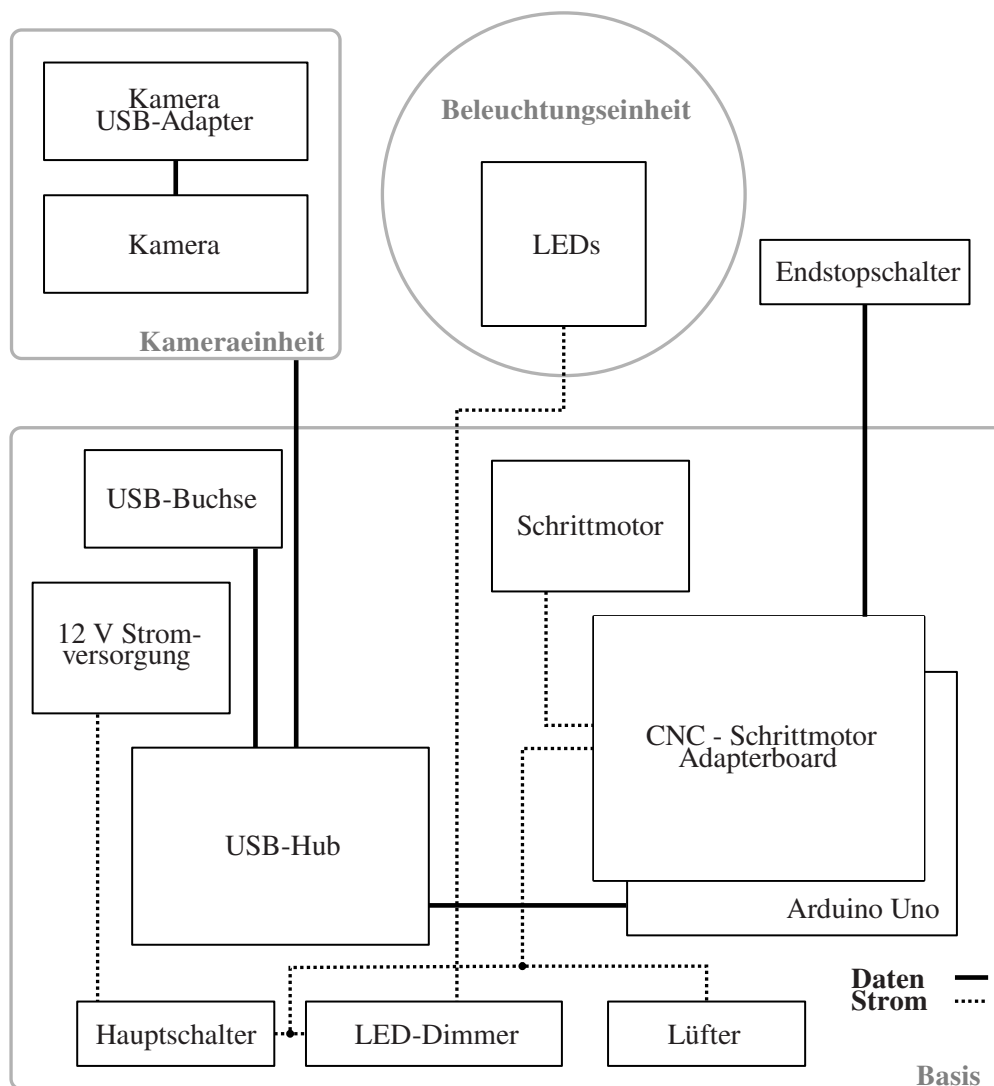 Kamera
USB-Adapter
Kamera
Kameraeinheit
Beleuchtungseinheit
LEDs
Endstopschalter
USB-Buchse
Schrittmotor
12 V Strom-
versorgung
CNC - Schrittmotor
Adapterboard
USB-Hub
Arduino Uno
Daten
Strom
Hauptschalter
LED-Dimmer
Lüfter
Basis